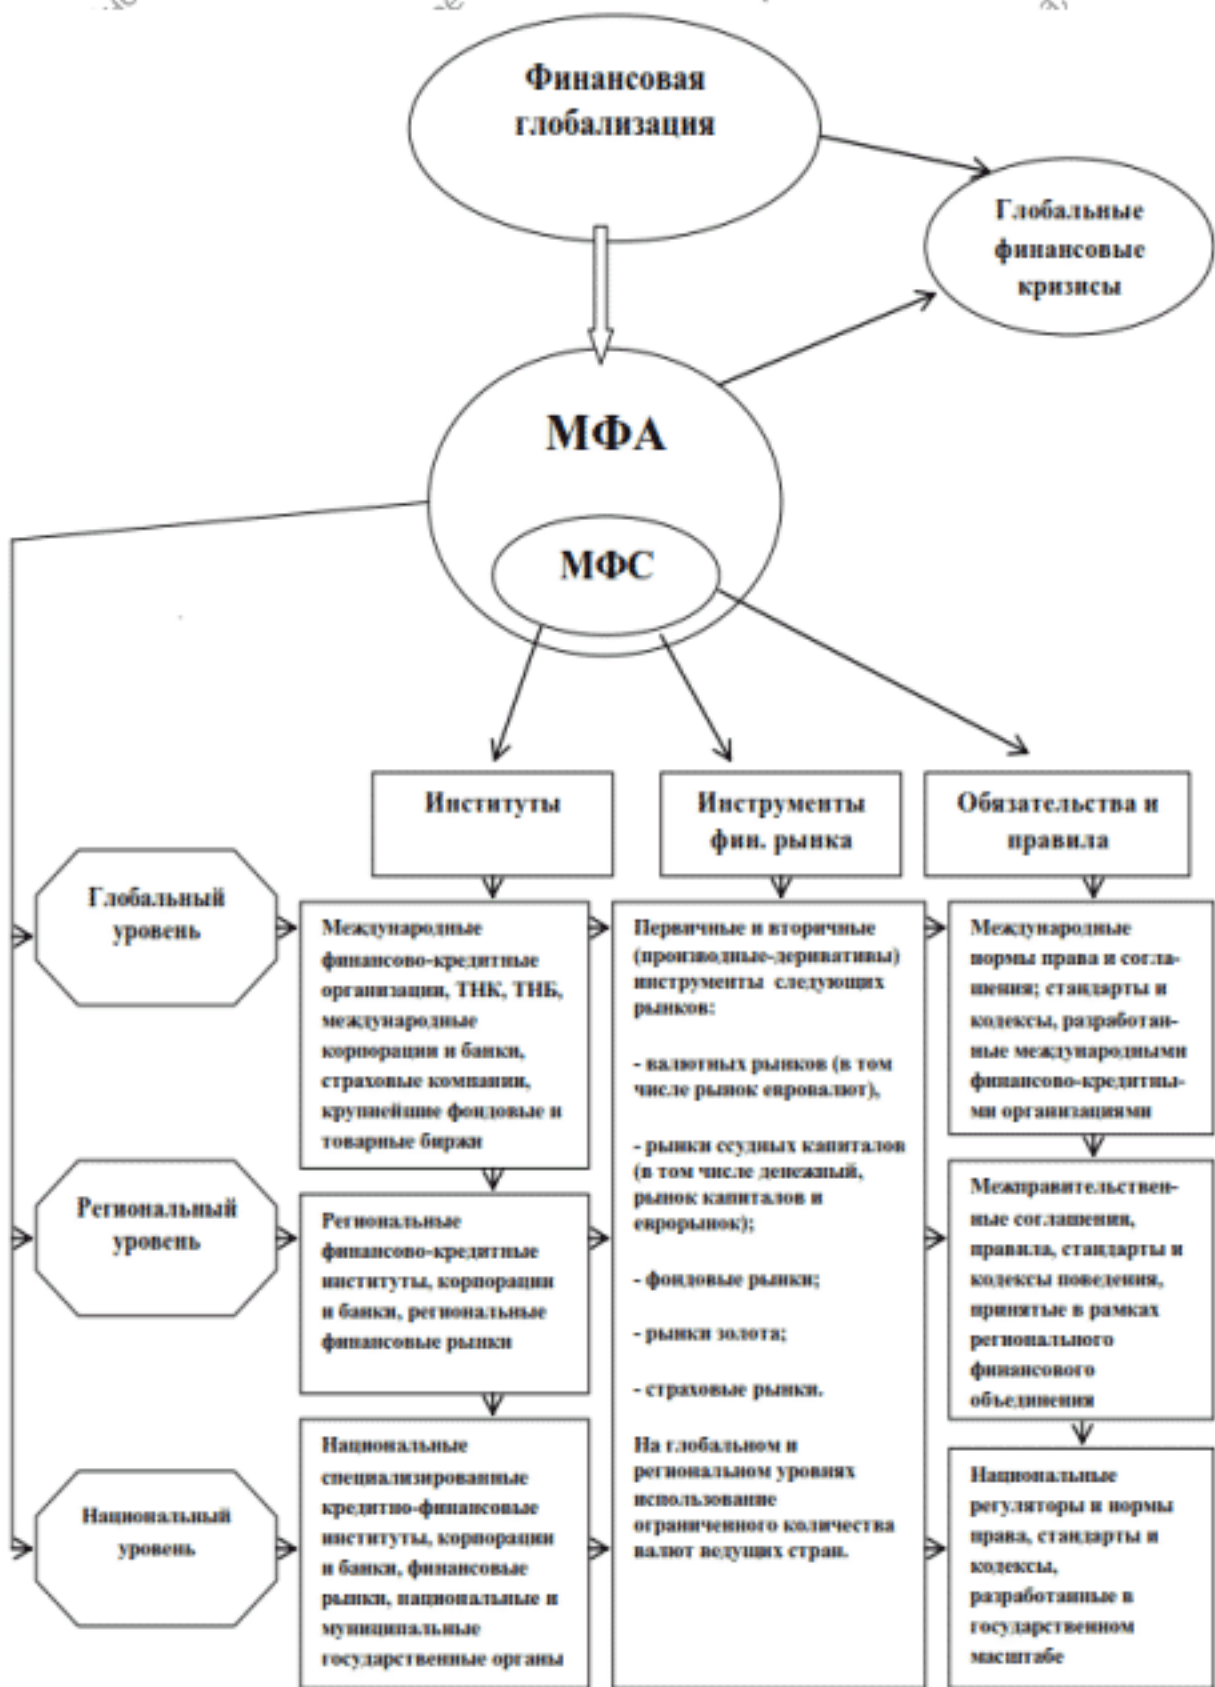 Финансовая
глобализация
Глобальные
финансовые
кризисы
МФА
МФС
Институты
Инструменты
фин. рынка
Обязательства и
правила
Глобальный
уровень
Международные
финансово-кредитные
организации, ТНК, ТНБ,
международные
корпорации и банки,
страховые компании,
крупнейшие фондовые и
товарные биржи
Первичные и вторичные
(производные-деривативы)
инструменты следующих
рынков:
- валютных рынков (в том
числе рынок евровалют),
- рынки ссудных капиталов
(в том числе денежный,
рынок капиталов и
еврорынок);
- фондовые рынки;
- рынки золота;
- страховые рынки.
На глобальном и
региональном уровнях
использование
ограниченного количества
валют ведущих стран.
Международные
нормы права и согла-
шения; стандарты и
кодексы, разработан-
ные международными
финансово-кредитны-
ми организациями
Региональный
уровень
Региональные
финансово-кредитные
институты, корпорации
и банки, региональные
финансовые рынки
Межправительствен-
ные соглашения,
правила, стандарты и
кодексы поведения,
принятые в рамках
регионального
финансового
объединения
Национальный
уровень
Национальные
специализированные
кредитно-финансовые
институты, корпорации
и банки, финансовые
рынки, национальные и
муниципальные
государственные органы
Национальные
регуляторы и нормы
права, стандарты и
кодексы,
разработанные в
государственном
масштабе